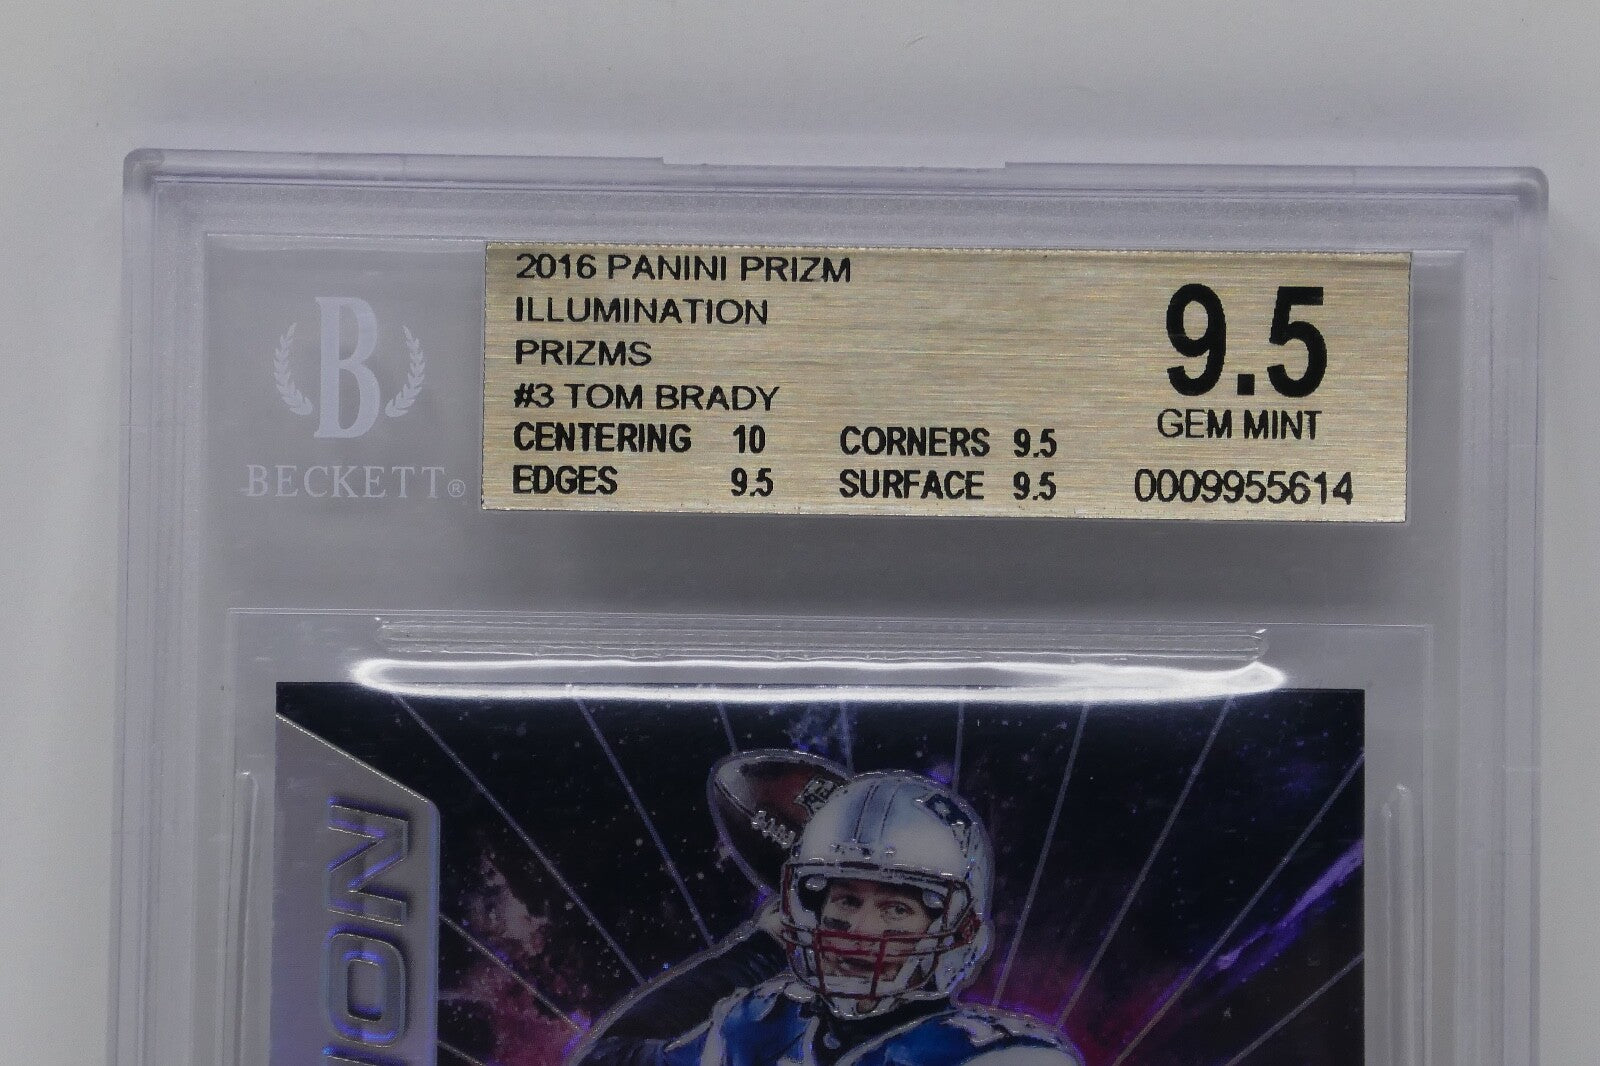 2016 PANINI PRIZM
ILLUMINATION
PRIZMS
#3 TOM BRADY
CENTERING 10 CORNERS 9.5
EDGES 9.5 SURFACE 9.5
9.5
GEM MINT
0009955614
B
BECKETT®
ION